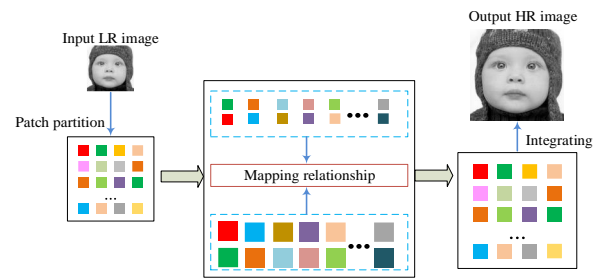 Input LR image
Output HR image
Patch partition
Mapping relationship
Integrating